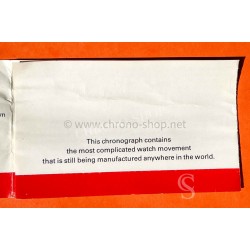 © www.chrono-shop.net
This chronograph contains
the most complicated watch movement
that is still being manufactured anywhere in the world.